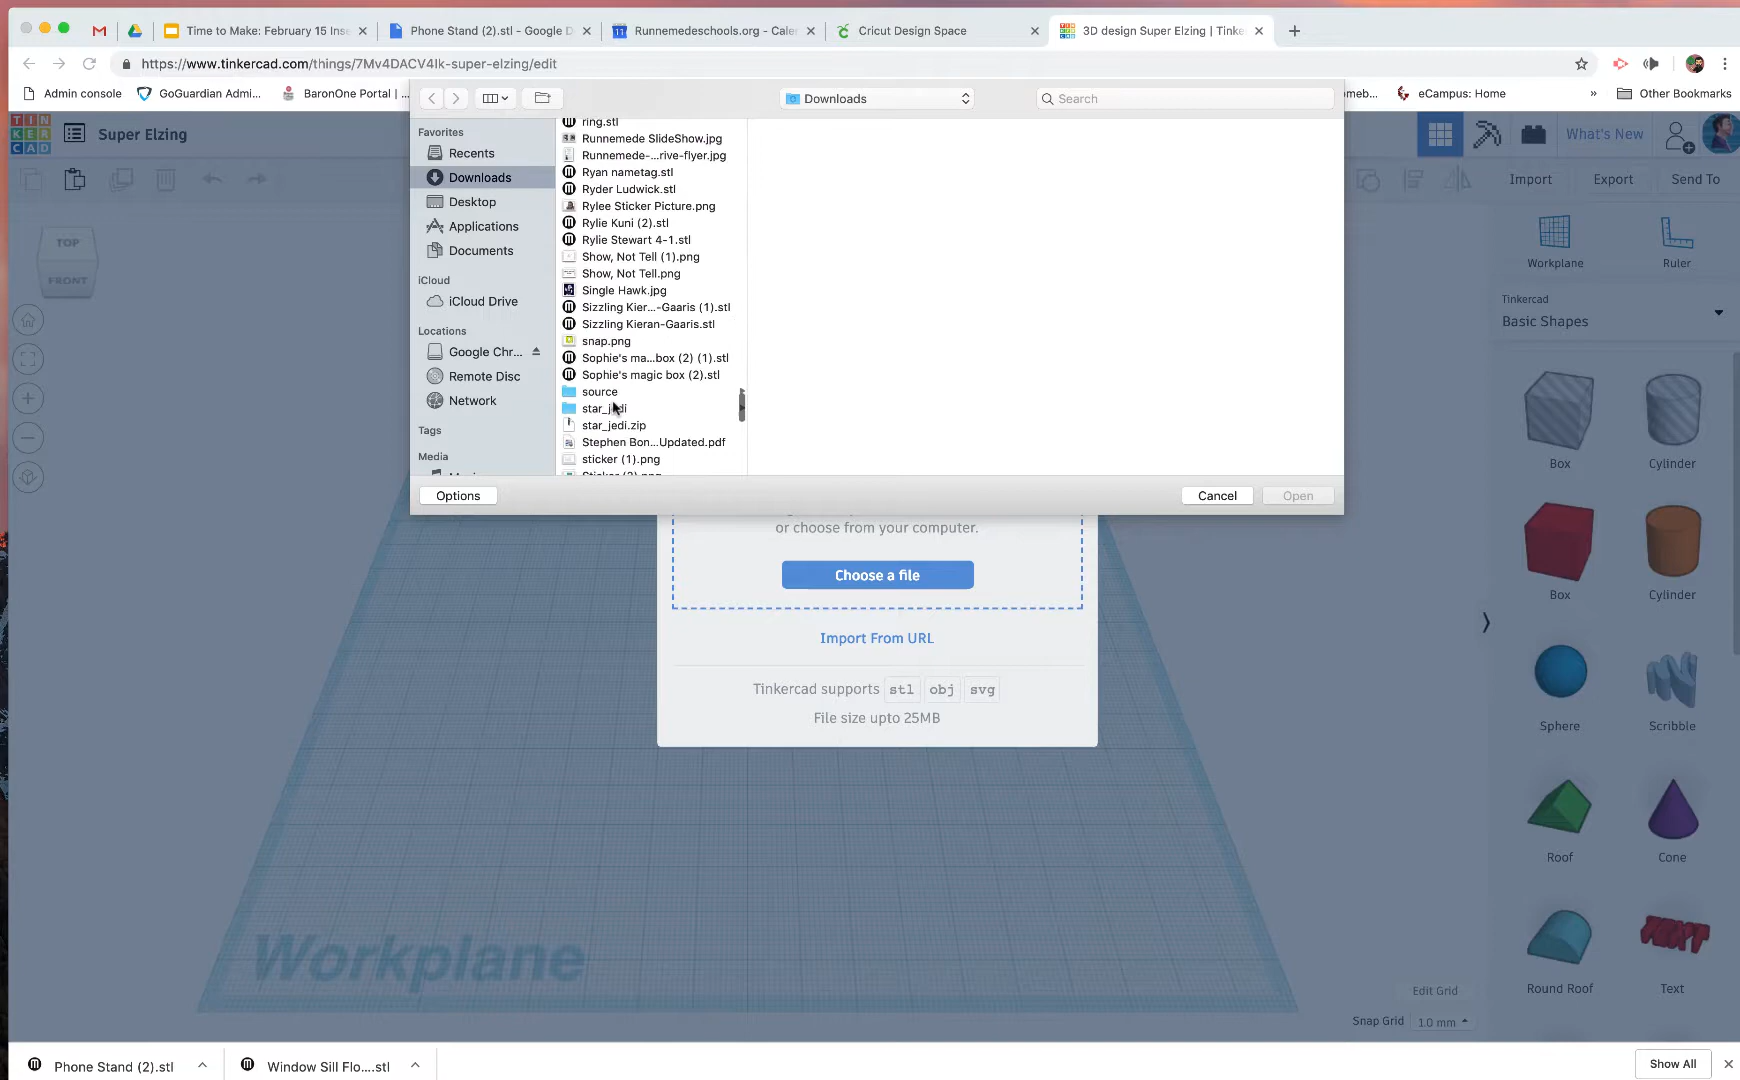 Time to Make: February 15 Ins
Phone Stand (2).stl - Google D
Runnemedeschools.org - Cale
Cricut Design Space
3D design Super Elzing | Tinke
https://www.tinkercad.com/things/7Mv4DACV4Ik-super-elzing/edit
Admin console
GoGuardian Admi...
BaronOne Portal | ...
Downloads
Search
omeb...
eCampus: Home
»
Other Bookmarks
TIN
KER
CAD
Super Elzing
What's New
Import
Export
Send To
TOP
FRONT
Favorites
Recents
Downloads
Desktop
Applications
Documents
iCloud
iCloud Drive
Locations
Google Chr...
Remote Disc
Network
Tags
Media
ring.stl
Runnemede SlideShow.jpg
Runnemede-...rive-flyer.jpg
Ryan nametag.stl
Ryder Ludwick.stl
Rylee Sticker Picture.png
Rylie Kuni (2).stl
Rylie Stewart 4-1.stl
Show, Not Tell (1).png
Show, Not Tell.png
Single Hawk.jpg
Sizzling Kier...-Gaaris (1).stl
Sizzling Kieran-Gaaris.stl
snap.png
Sophie's ma...box (2) (1).stl
Sophie's magic box (2).stl
source
star_jedi
star_jedi.zip
Stephen Bon...Updated.pdf
sticker (1).png
Options
Cancel
Open
or choose from your computer.
Choose a file
Import From URL
Tinkercad supports stl obj svg
File size upto 25MB
Workplane
Ruler
Tinkercad
Basic Shapes
Box
Cylinder
Box
Cylinder
Sphere
Scribble
Roof
Cone
TEXT
Round Roof
Text
Workplane
Edit Grid
Snap Grid
1.0 mm
Phone Stand (2).stl
Window Sill Flo....stl
Show All